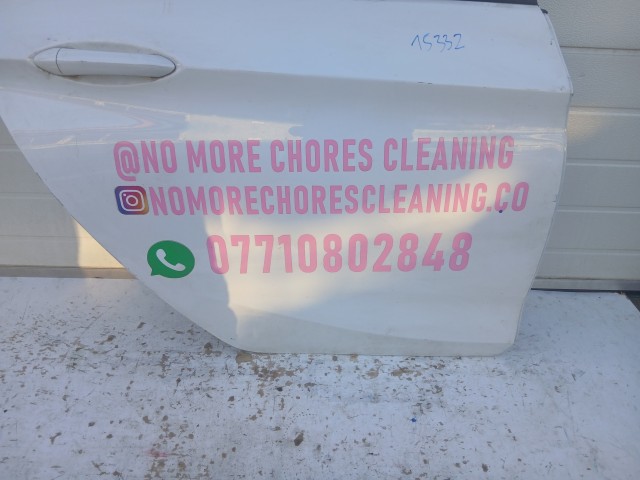 15332
@NO MORE CHORES CLEANING
NOMORECHORESCLEANING.CO
07710802848